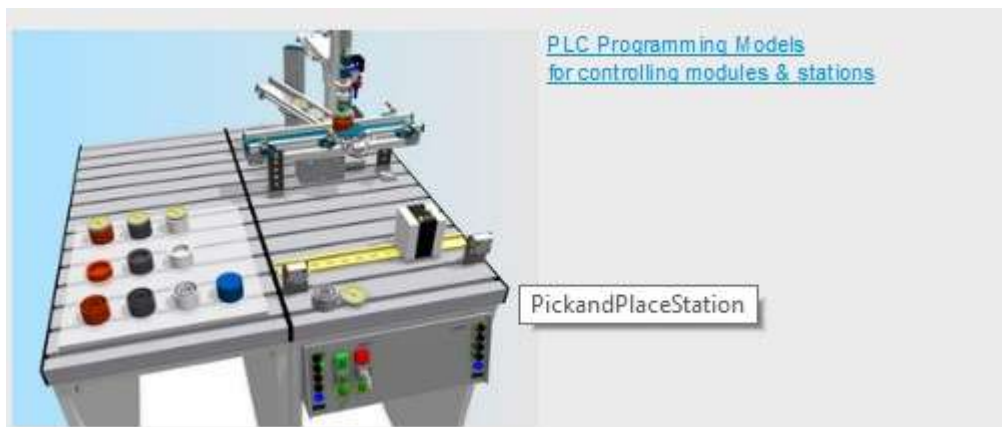 PLC Programming Models
for controlling modules & stations
PickandPlaceStation